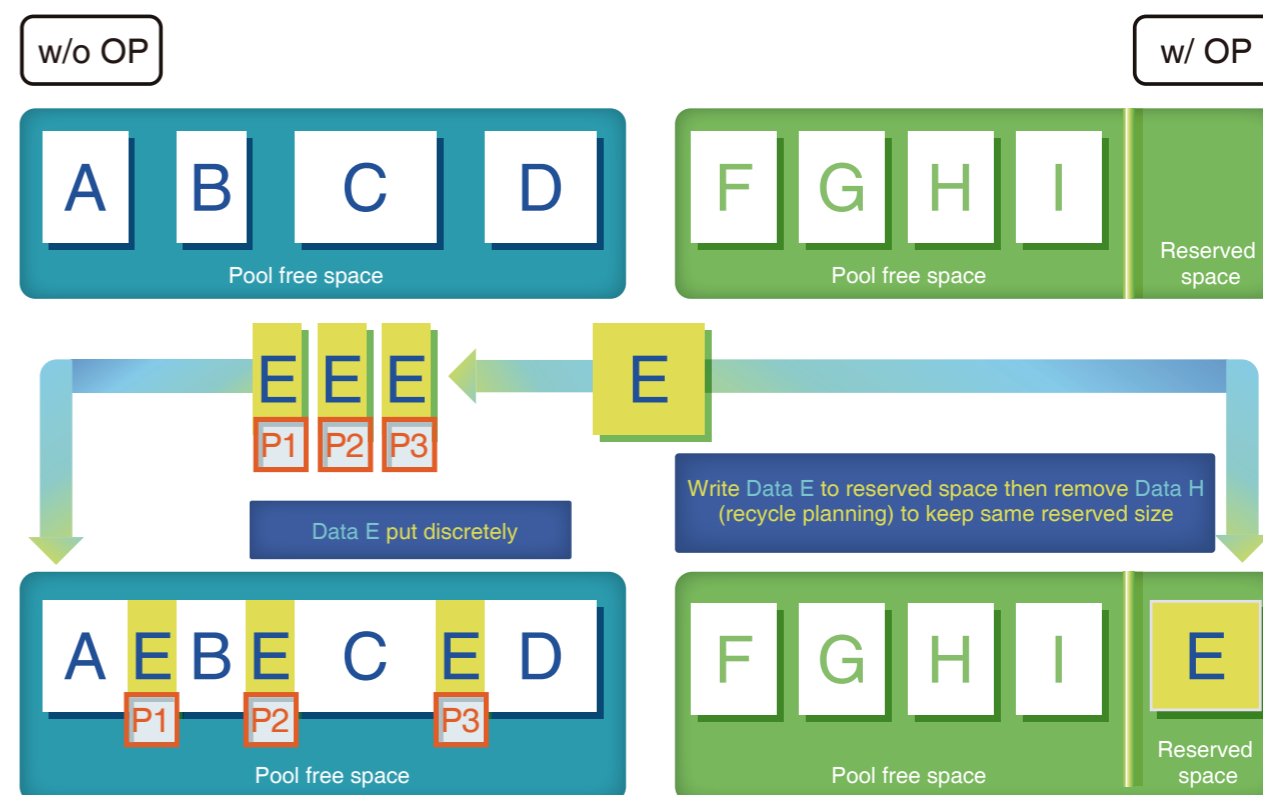 w/o OP
w/ OP
A B C D
Pool free space
F G H I
Pool free space
Reserved
space
E E E
P1 P2 P3
E
Data E put discretely
Write Data E to reserved space then remove Data H
(recycle planning) to keep same reserved size
A E B E C E D
P1 P2 P3
Pool free space
F G H I
Pool free space
E
Reserved
space